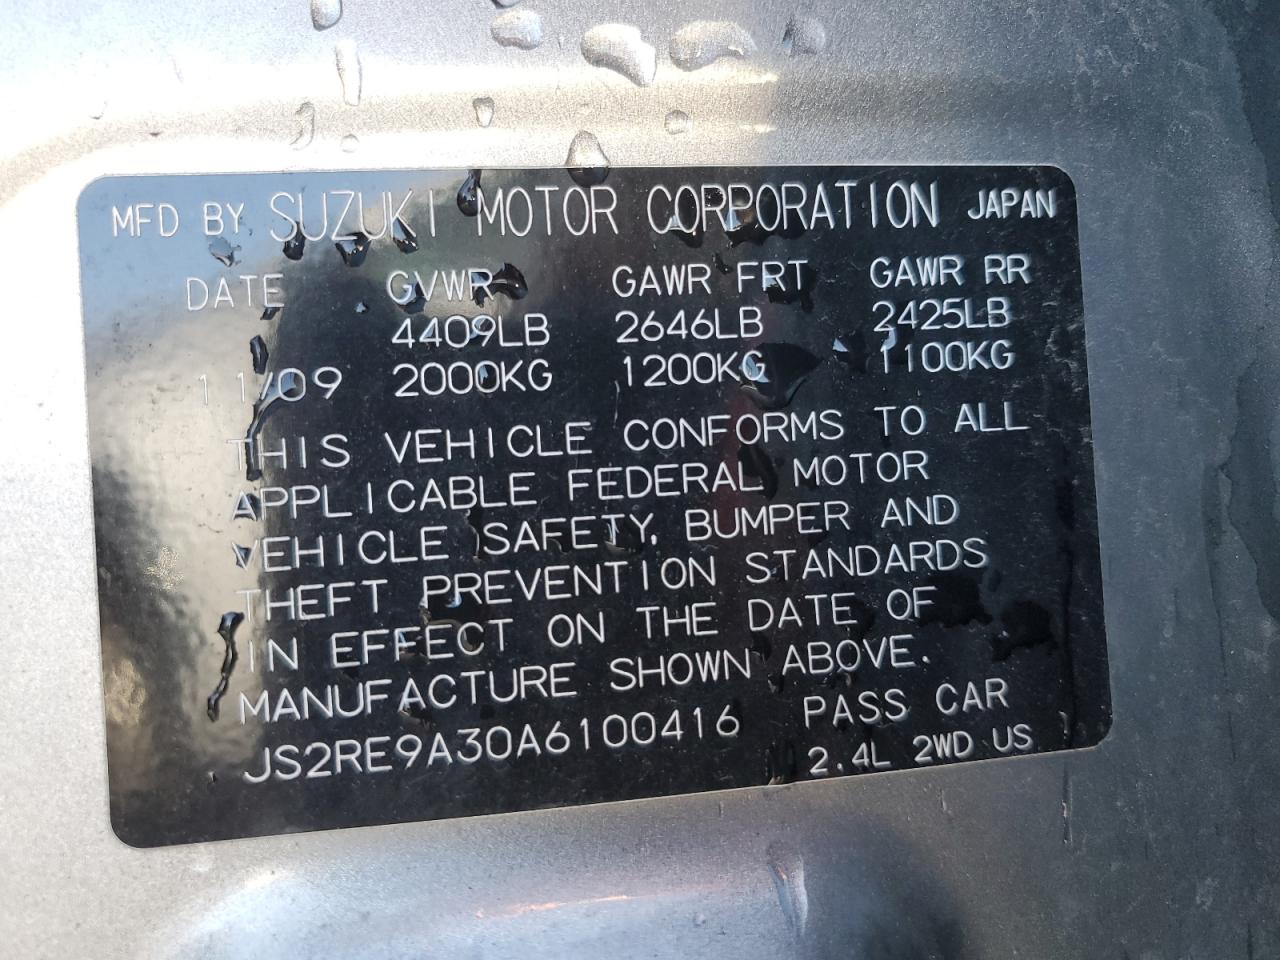 MFD BY SUZUKI MOTOR CORPORATION JAPAN
DATE GVWR GAWR FRT GAWR RR
4409LB 2646LB 2425LB
11/09 2000KG 1200KG 1100KG
THIS VEHICLE CONFORMS TO ALL
APPLICABLE FEDERAL MOTOR
VEHICLE SAFETY, BUMPER AND
THEFT PREVENTION STANDARDS
IN EFFECT ON THE DATE OF
MANUFACTURE SHOWN ABOVE.
JS2RE9A30A6100416 PASS CAR
2.4L 2WD US